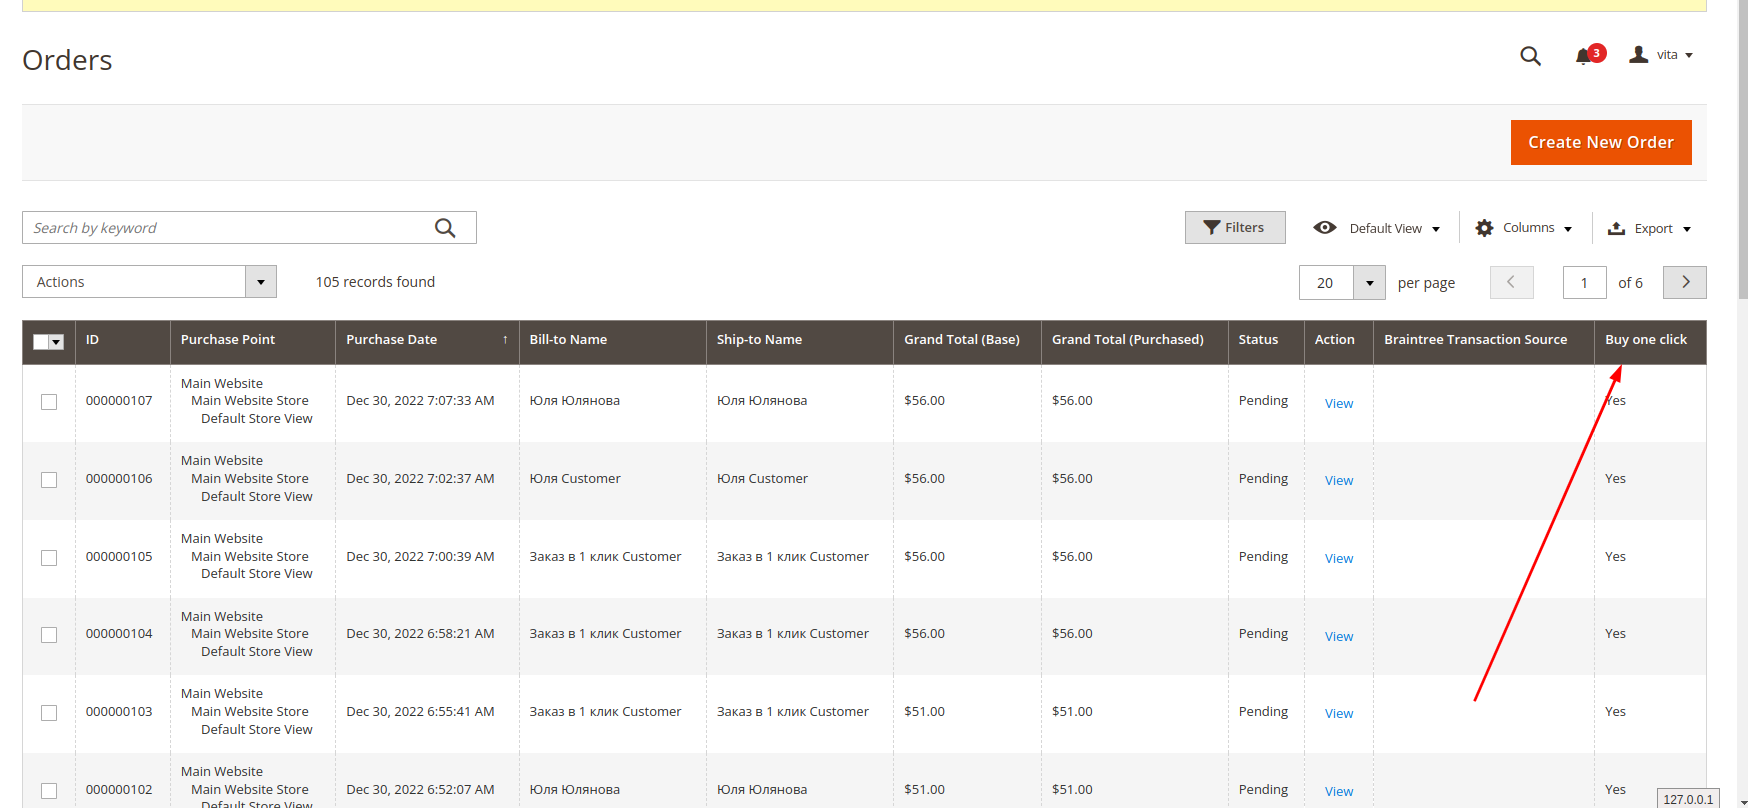 Orders
3
vita
Create New Order
Search by keyword
Filters
Default View
Columns
Export
Actions
105 records found
20
per page
1
of 6
ID Purchase Point Purchase Date ↑ Bill-to Name Ship-to Name Grand Total (Base) Grand Total (Purchased) Status Action Braintree Transaction Source Buy one click
Main Website
000000107 Main Website Store Dec 30, 2022 7:07:33 AM Юля Юлянова Юля Юлянова $56.00 $56.00 Pending View Yes
Default Store View
Main Website
000000106 Main Website Store Dec 30, 2022 7:02:37 AM Юля Customer Юля Customer $56.00 $56.00 Pending View Yes
Default Store View
Main Website
000000105 Main Website Store Dec 30, 2022 7:00:39 AM Заказ в 1 клик Customer Заказ в 1 клик Customer $56.00 $56.00 Pending View Yes
Default Store View
Main Website
000000104 Main Website Store Dec 30, 2022 6:58:21 AM Заказ в 1 клик Customer Заказ в 1 клик Customer $56.00 $56.00 Pending View Yes
Default Store View
Main Website
000000103 Main Website Store Dec 30, 2022 6:55:41 AM Заказ в 1 клик Customer Заказ в 1 клик Customer $51.00 $51.00 Pending View Yes
Default Store View
Main Website
000000102 Main Website Store Dec 30, 2022 6:52:07 AM Юля Юлянова Юля Юлянова $51.00 $51.00 Pending View Yes
Default Store View
127.0.0.1